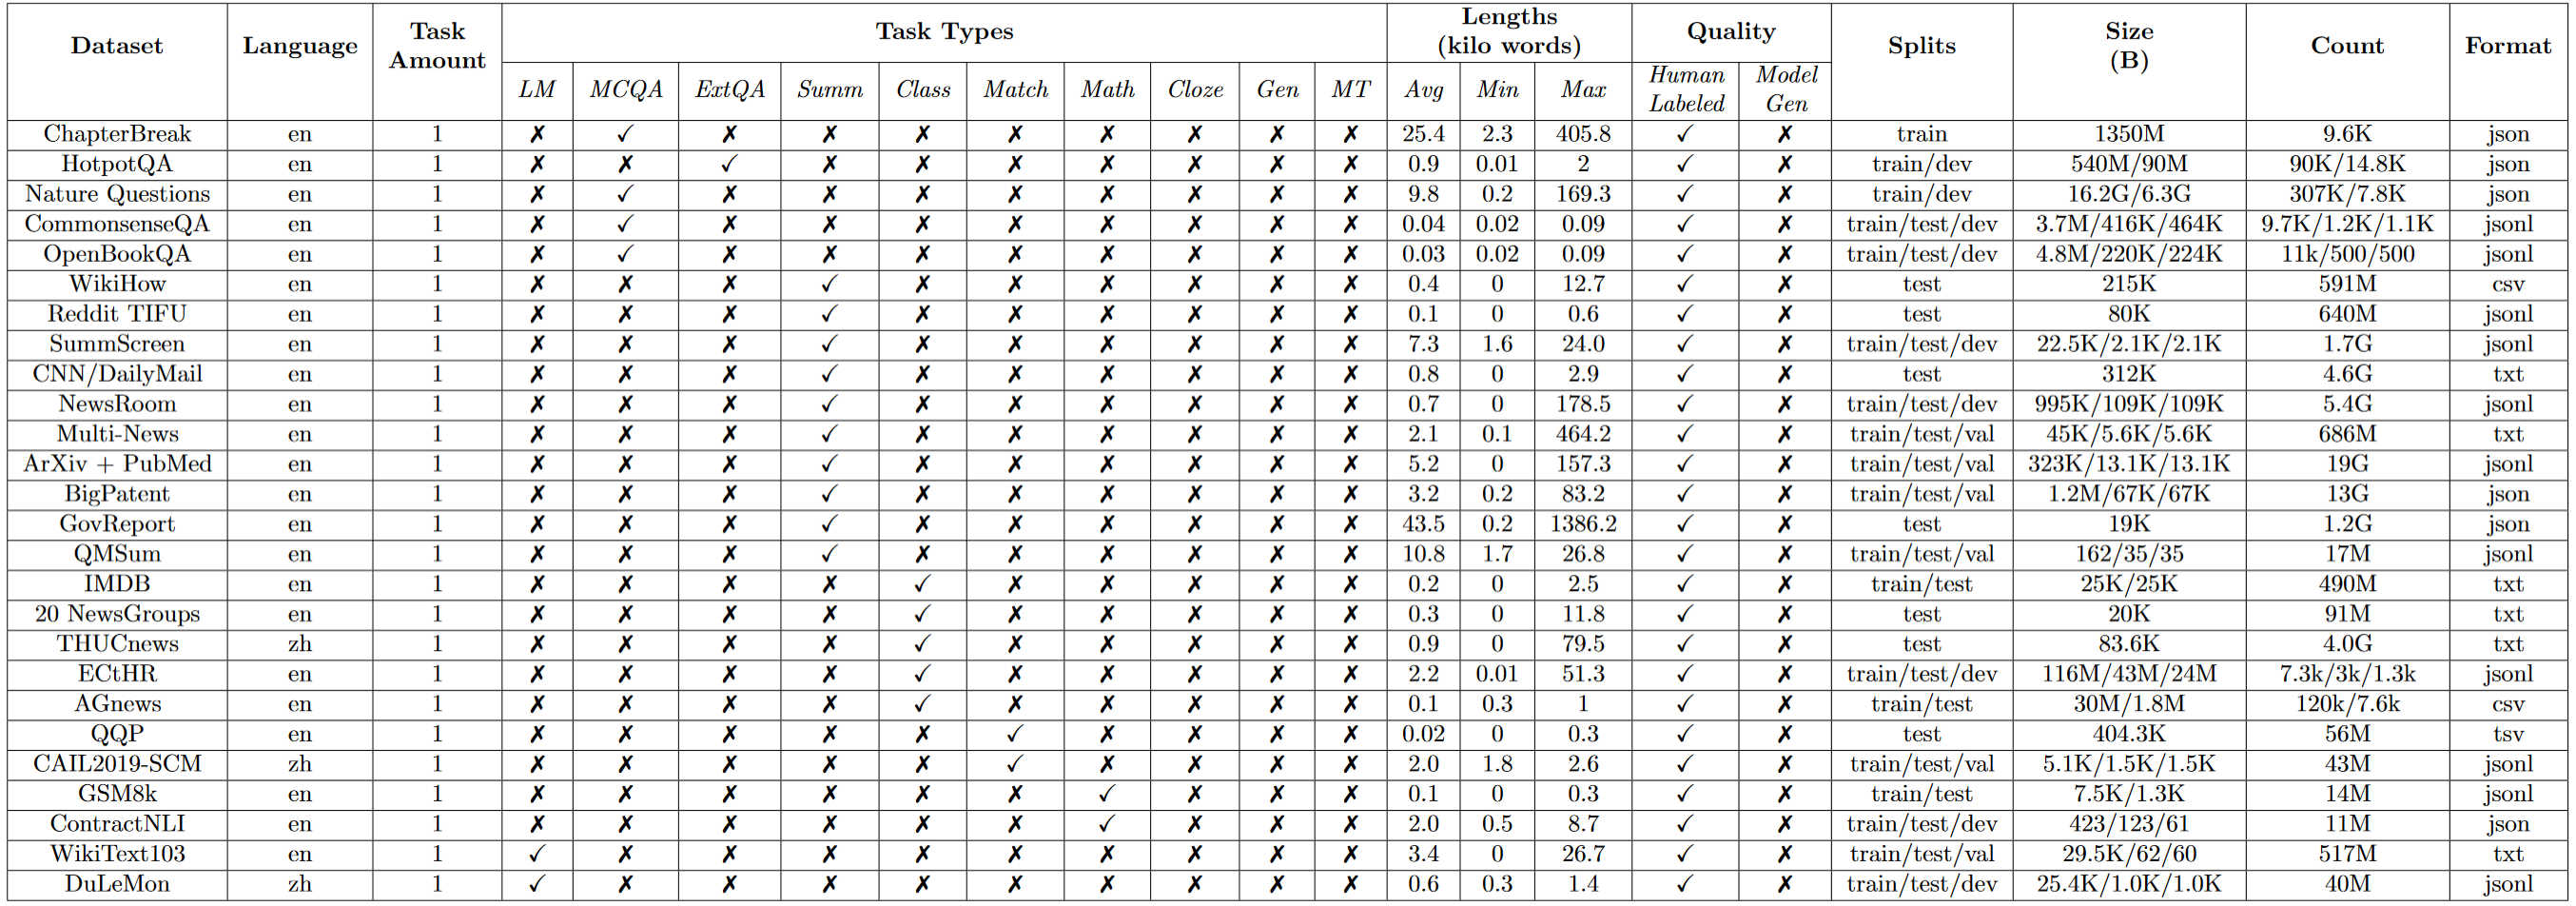 Dataset Language Task Amount Task Types Lengths (kilo words) Quality Splits Size (B) Count Format
LM MCQA ExtQA Summ Class Match Math Cloze Gen MT Avg Min Max Human Labeled Model Gen
ChapterBreak en 1 ✗ ✓ ✗ ✗ ✗ ✗ ✗ ✗ ✗ ✗ 25.4 2.3 405.8 ✓ ✗ train 1350M 9.6K json
HotpotQA en 1 ✗ ✗ ✓ ✗ ✗ ✗ ✗ ✗ ✗ ✗ 0.9 0.01 2 ✓ ✗ train/dev 540M/90M 90K/14.8K json
Nature Questions en 1 ✗ ✓ ✗ ✗ ✗ ✗ ✗ ✗ ✗ ✗ 9.8 0.2 169.3 ✓ ✗ train/dev 16.2G/6.3G 307K/7.8K json
CommonsenseQA en 1 ✗ ✓ ✗ ✗ ✗ ✗ ✗ ✗ ✗ ✗ 0.04 0.02 0.09 ✓ ✗ train/test/dev 3.7M/416K/464K 9.7K/1.2K/1.1K jsonl
OpenBookQA en 1 ✗ ✓ ✗ ✗ ✗ ✗ ✗ ✗ ✗ ✗ 0.03 0.02 0.09 ✓ ✗ train/test/dev 4.8M/220K/224K 11k/500/500 jsonl
WikiHow en 1 ✗ ✗ ✗ ✓ ✗ ✗ ✗ ✗ ✗ ✗ 0.4 0 12.7 ✓ ✗ test 215K 591M csv
Reddit TIFU en 1 ✗ ✗ ✗ ✓ ✗ ✗ ✗ ✗ ✗ ✗ 0.1 0 0.6 ✓ ✗ test 80K 640M jsonl
SummScreen en 1 ✗ ✗ ✗ ✓ ✗ ✗ ✗ ✗ ✗ ✗ 7.3 1.6 24.0 ✓ ✗ train/test/dev 22.5K/2.1K/2.1K 1.7G jsonl
CNN/DailyMail en 1 ✗ ✗ ✗ ✓ ✗ ✗ ✗ ✗ ✗ ✗ 0.8 0 2.9 ✓ ✗ test 312K 4.6G txt
NewsRoom en 1 ✗ ✗ ✗ ✓ ✗ ✗ ✗ ✗ ✗ ✗ 0.7 0 178.5 ✓ ✗ train/test/dev 995K/109K/109K 5.4G jsonl
Multi-News en 1 ✗ ✗ ✗ ✓ ✗ ✗ ✗ ✗ ✗ ✗ 2.1 0.1 464.2 ✓ ✗ train/test/val 45K/5.6K/5.6K 686M txt
ArXiv + PubMed en 1 ✗ ✗ ✗ ✓ ✗ ✗ ✗ ✗ ✗ ✗ 5.2 0 157.3 ✓ ✗ train/test/val 323K/13.1K/13.1K 19G jsonl
BigPatent en 1 ✗ ✗ ✗ ✓ ✗ ✗ ✗ ✗ ✗ ✗ 3.2 0.2 83.2 ✓ ✗ train/test/val 1.2M/67K/67K 13G json
GovReport en 1 ✗ ✗ ✗ ✓ ✗ ✗ ✗ ✗ ✗ ✗ 43.5 0.2 1386.2 ✓ ✗ test 19K 1.2G json
QMSum en 1 ✗ ✗ ✗ ✓ ✗ ✗ ✗ ✗ ✗ ✗ 10.8 1.7 26.8 ✓ ✗ train/test/val 162/35/35 17M jsonl
IMDB en 1 ✗ ✗ ✗ ✗ ✓ ✗ ✗ ✗ ✗ ✗ 0.2 0 2.5 ✓ ✗ train/test 25K/25K 490M txt
20 NewsGroups en 1 ✗ ✗ ✗ ✗ ✓ ✗ ✗ ✗ ✗ ✗ 0.3 0 11.8 ✓ ✗ test 20K 91M txt
THUCnews zh 1 ✗ ✗ ✗ ✗ ✓ ✗ ✗ ✗ ✗ ✗ 0.9 0 79.5 ✓ ✗ test 83.6K 4.0G txt
ECtHR en 1 ✗ ✗ ✗ ✗ ✓ ✗ ✗ ✗ ✗ ✗ 2.2 0.01 51.3 ✓ ✗ train/test/dev 116M/43M/24M 7.3k/3k/1.3k jsonl
AGnews en 1 ✗ ✗ ✗ ✗ ✓ ✗ ✗ ✗ ✗ ✗ 0.1 0.3 1 ✓ ✗ train/test 30M/1.8M 120k/7.6k csv
QQP en 1 ✗ ✗ ✗ ✗ ✗ ✓ ✗ ✗ ✗ ✗ 0.02 0 0.3 ✓ ✗ test 404.3K 56M tsv
CAIL2019-SCM zh 1 ✗ ✗ ✗ ✗ ✗ ✓ ✗ ✗ ✗ ✗ 2.0 1.8 2.6 ✓ ✗ train/test/val 5.1K/1.5K/1.5K 43M jsonl
GSM8k en 1 ✗ ✗ ✗ ✗ ✗ ✗ ✓ ✗ ✗ ✗ 0.1 0 0.3 ✓ ✗ train/test 7.5K/1.3K 14M jsonl
ContractNLI en 1 ✗ ✗ ✗ ✗ ✗ ✗ ✓ ✗ ✗ ✗ 2.0 0.5 8.7 ✓ ✗ train/test/dev 423/123/61 11M json
WikiText103 en 1 ✓ ✗ ✗ ✗ ✗ ✗ ✗ ✗ ✗ ✗ 3.4 0 26.7 ✓ ✗ train/test/val 29.5K/62/60 517M txt
DuLeMon zh 1 ✓ ✗ ✗ ✗ ✗ ✗ ✗ ✗ ✗ ✗ 0.6 0.3 1.4 ✓ ✗ train/test/dev 25.4K/1.0K/1.0K 40M jsonl